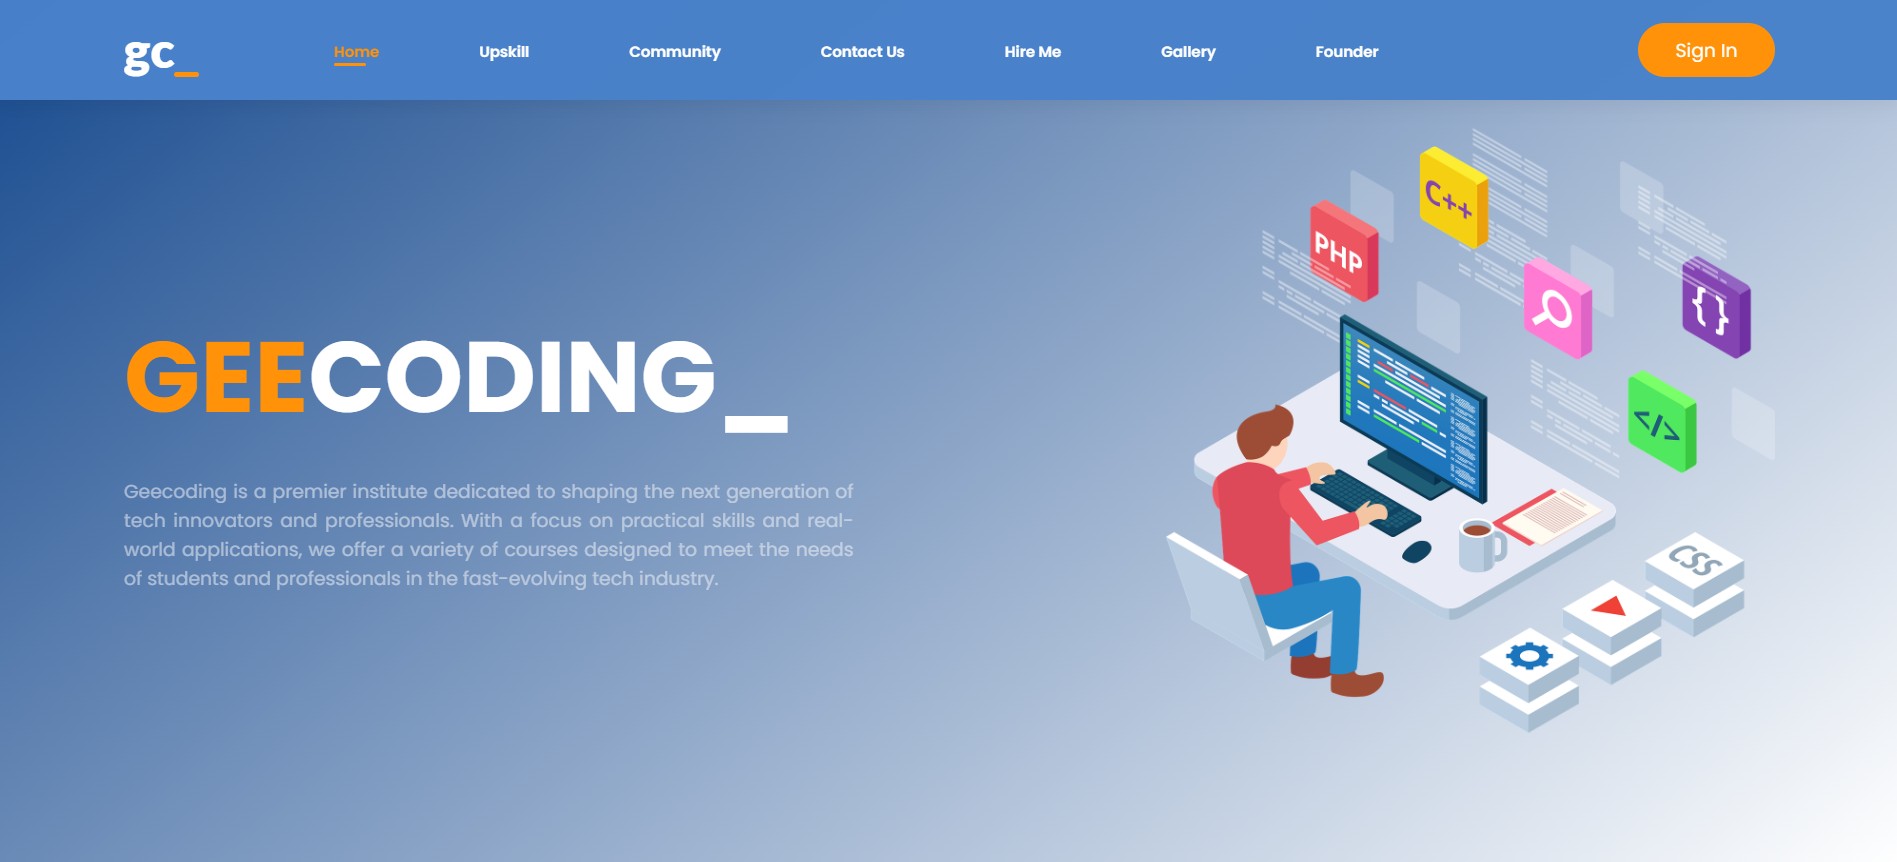 gc_
Home
Upskill
Community
Contact Us
Hire Me
Gallery
Founder
Sign In
C++
PHP
{ }
</>
GEECODING_
Geecoding is a premier institute dedicated to shaping the next generation of
tech innovators and professionals. With a focus on practical skills and real-
world applications, we offer a variety of courses designed to meet the needs
of students and professionals in the fast-evolving tech industry.
CSS